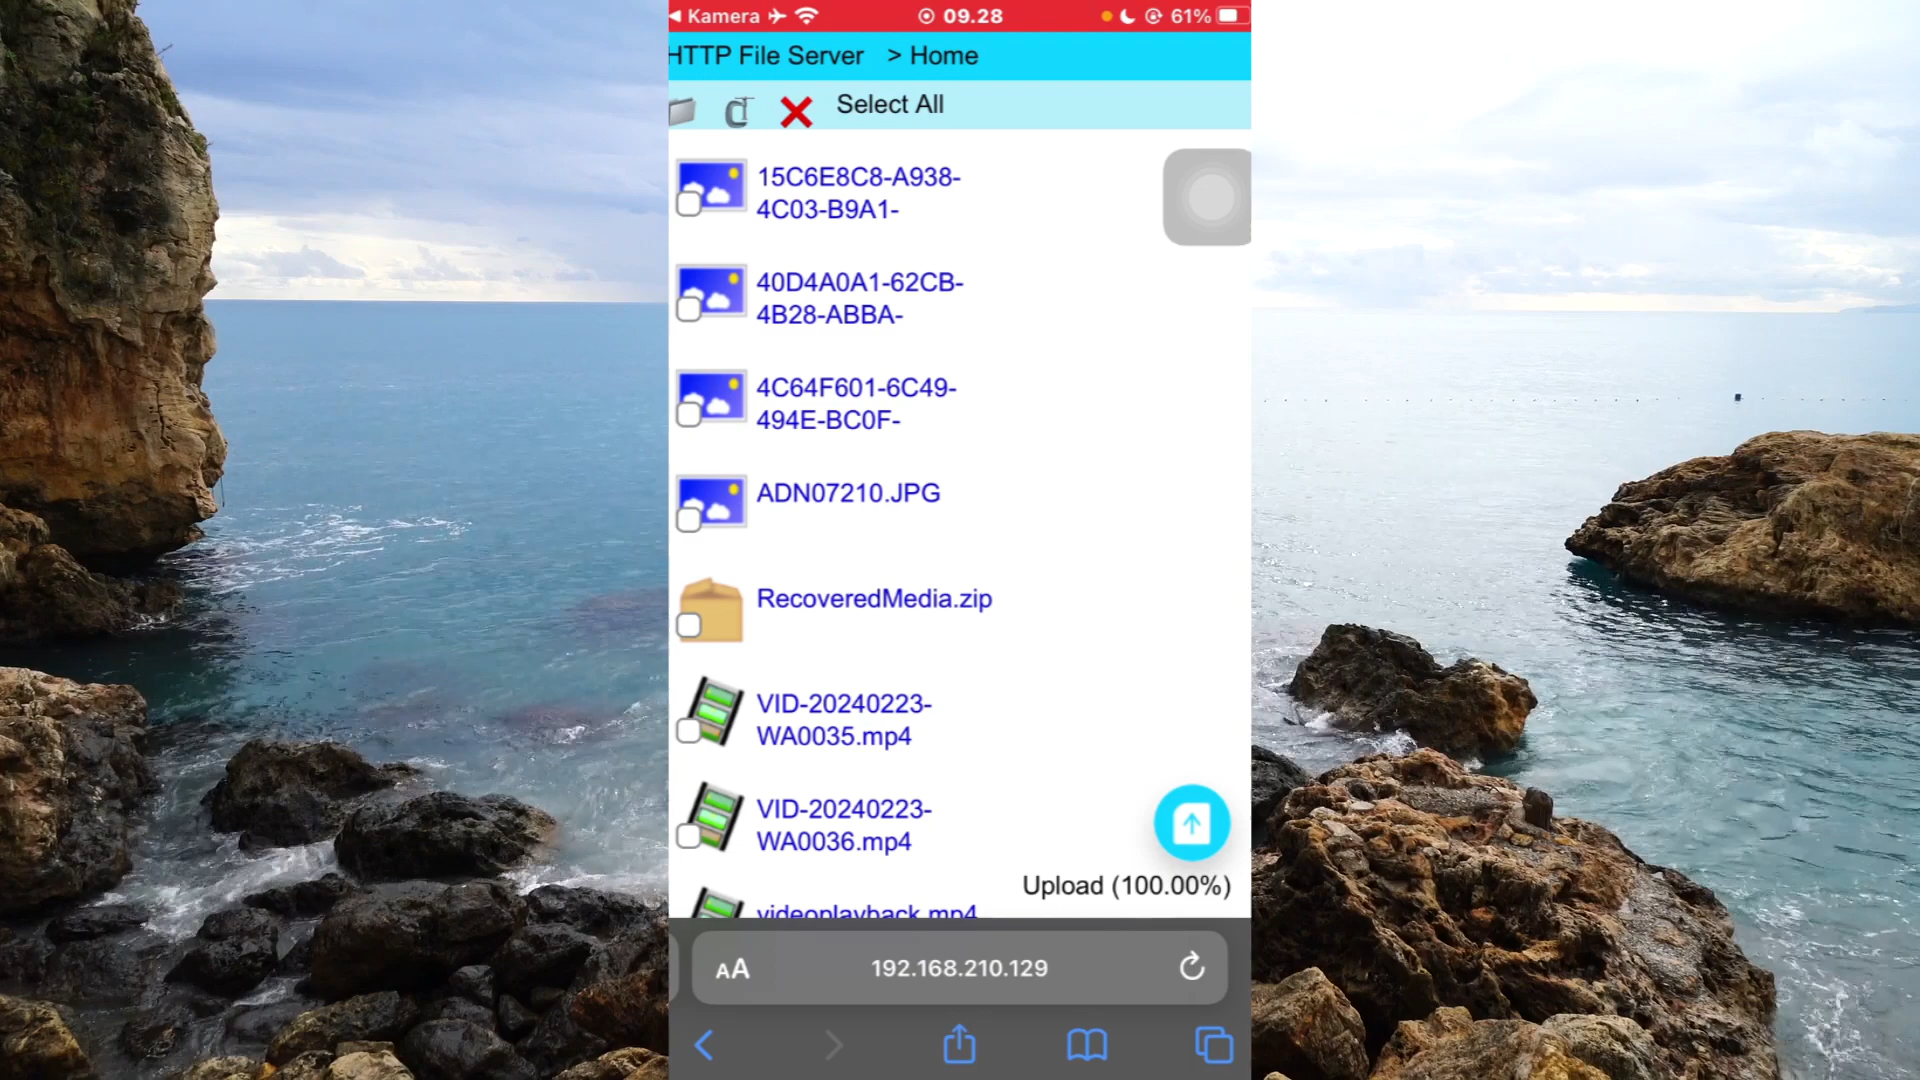 Kamera
09.28
61%
HTTP File Server > Home
Select All
15C6E8C8-A938-
4C03-B9A1-
40D4A0A1-62CB-
4B28-ABBA-
4C64F601-6C49-
494E-BC0F-
ADN07210.JPG
RecoveredMedia.zip
VID-20240223-
WA0035.mp4
VID-20240223-
WA0036.mp4
Upload (100.00%)
videoplayback.mp4
AA 192.168.210.129